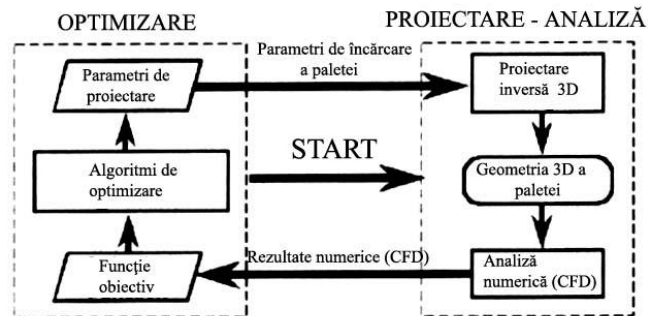 OPTIMIZARE
PROIECTARE - ANALIZĂ
Parametri de
proiectare
Parametri de încărcare
a paletei
Proiectare
inversă 3D
Algoritmi de
optimizare
START
Geometria 3D a
paletei
Funcție
obiectiv
Rezultate numerice (CFD)
Analiză
numerică (CFD)